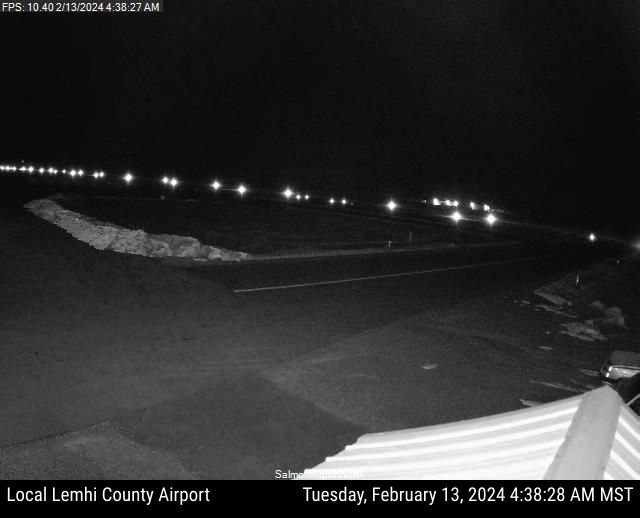 FPS: 10.40 2/13/2024 4:38:27 AM
Local Lemhi County Airport
Tuesday, February 13, 2024 4:38:28 AM MST